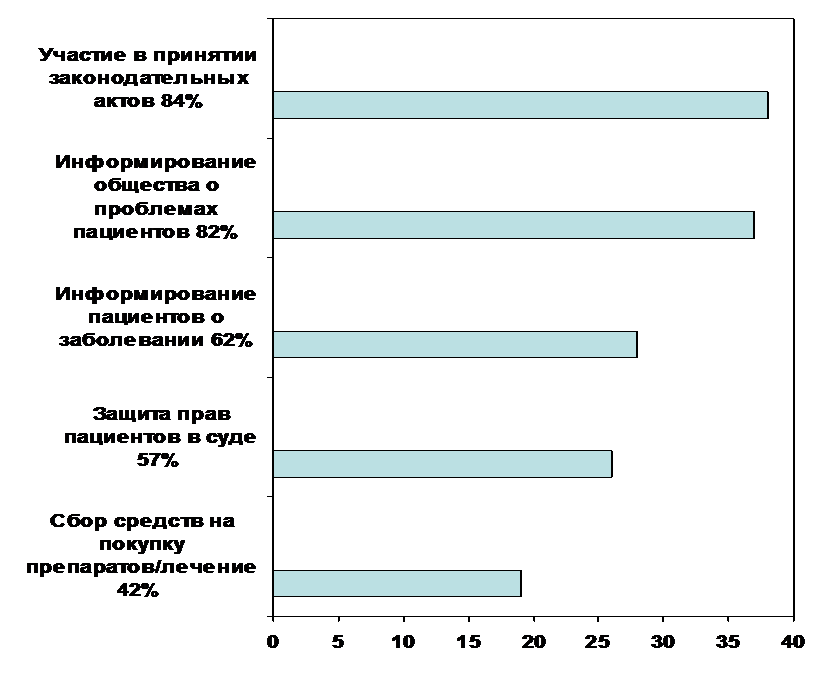 Участие в принятии
законодательных
актов 84%
Информирование
общества о
проблемах
пациентов 82%
Информирование
пациентов о
заболевании 62%
Защита прав
пациентов в суде
57%
Сбор средств на
покупку
препаратов/лечение
42%
0 5 10 15 20 25 30 35 40